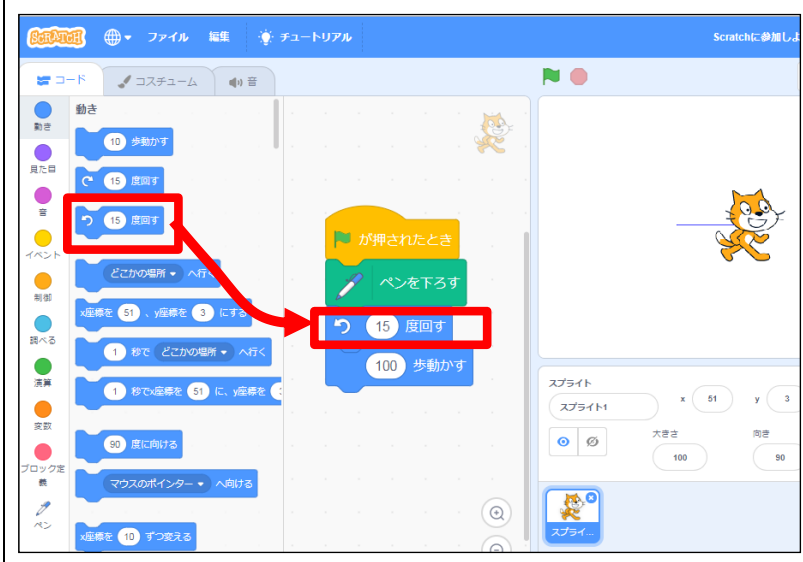 SCRATCH
ファイル 編集 チュートリアル Scratchに参加しよ
コード コスチューム 音
動き
見た目
音
イベント
制御
調べる
演算
変数
ブロック定義
ペン
動き
10 歩動かす
15 度回す
15 度回す
どこかの場所 へ行く
x座標を 51 、y座標を 3 にする
1 秒で どこかの場所 へ行く
1 秒でx座標を 51 に、y座標を
90 度に向ける
マウスのポインター へ向ける
x座標を 10 ずつ変える
が押されたとき
ペンを下ろす
15 度回す
100 歩動かす
スプライト
スプライト1
x 51 y 3
大きさ 向き
100 90
スプライ...